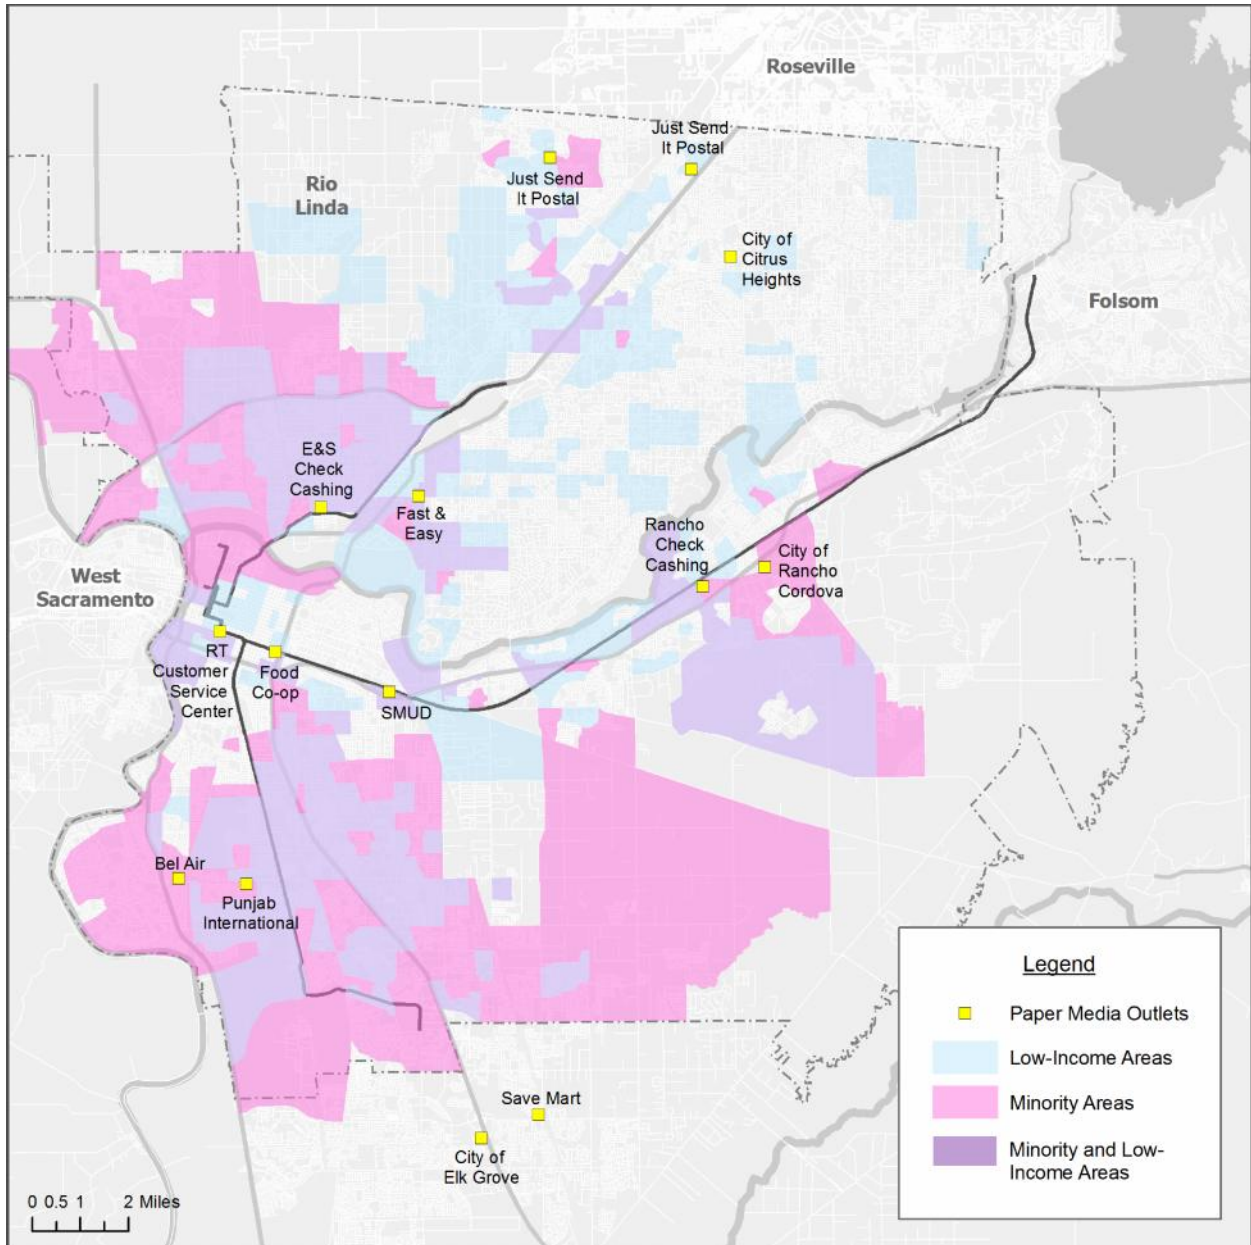 Roseville
Just Send
It Postal
Just Send
It Postal
Rio
Linda
City of
Citrus
Heights
Folsom
E&S
Check
Cashing
Fast &
Easy
Rancho
Check
Cashing
City of
Rancho
Cordova
West
Sacramento
RT
Customer
Service
Center
Food
Co-op
SMUD
Bel Air
Punjab
International
Save Mart
City of
Elk Grove
Legend
Paper Media Outlets
Low-Income Areas
Minority Areas
Minority and Low-
Income Areas
0 0.5 1 2 Miles